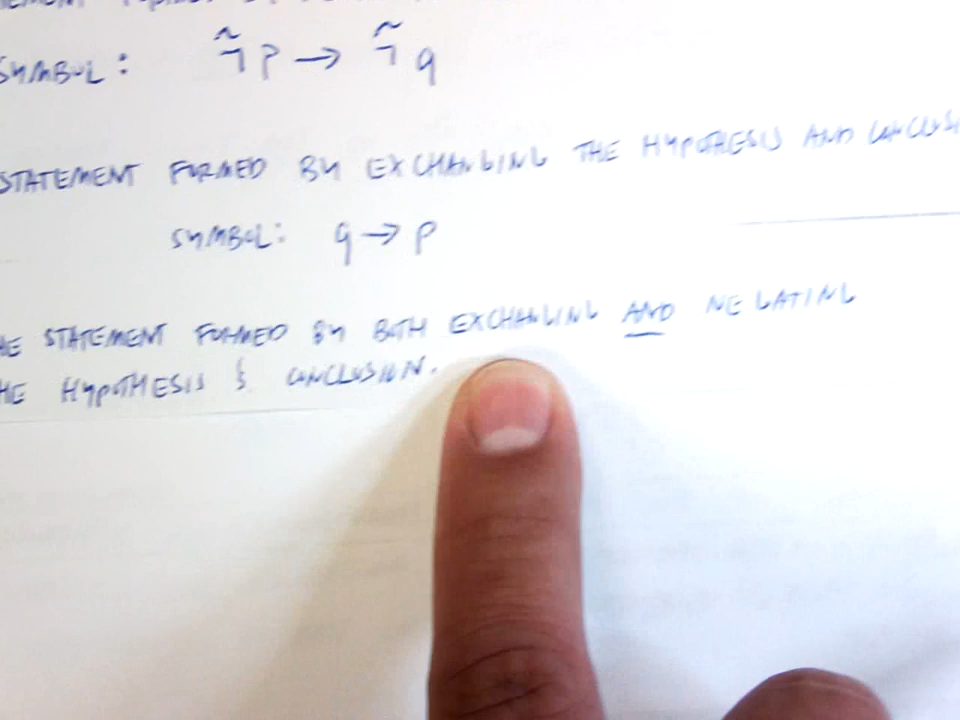 SYMBOL: ~¬p → ~¬q
STATEMENT FORMED BY EXCHANGING THE HYPOTHESIS AND
SYMBOL: q → p
STATEMENT FORMED BY BOTH EXCHANGING AND NEGATING
HYPOTHESIS & CONCLUSION.